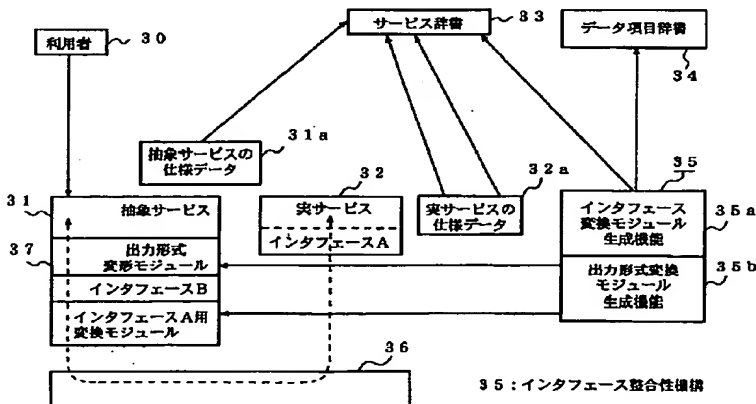 利用者
30
サービス辞書
33
データ項目辞書
34
抽象サービスの
仕様データ
31a
31
抽象サービス
37
出力形式
変形モジュール
インタフェースB
インタフェースA用
変換モジュール
32
実サービス
インタフェースA
実サービスの
仕様データ
32a
35
インタフェース
変換モジュール
生成機能
35a
出力形式変換
モジュール
生成機能
35b
36
35：インタフェース整合性機構